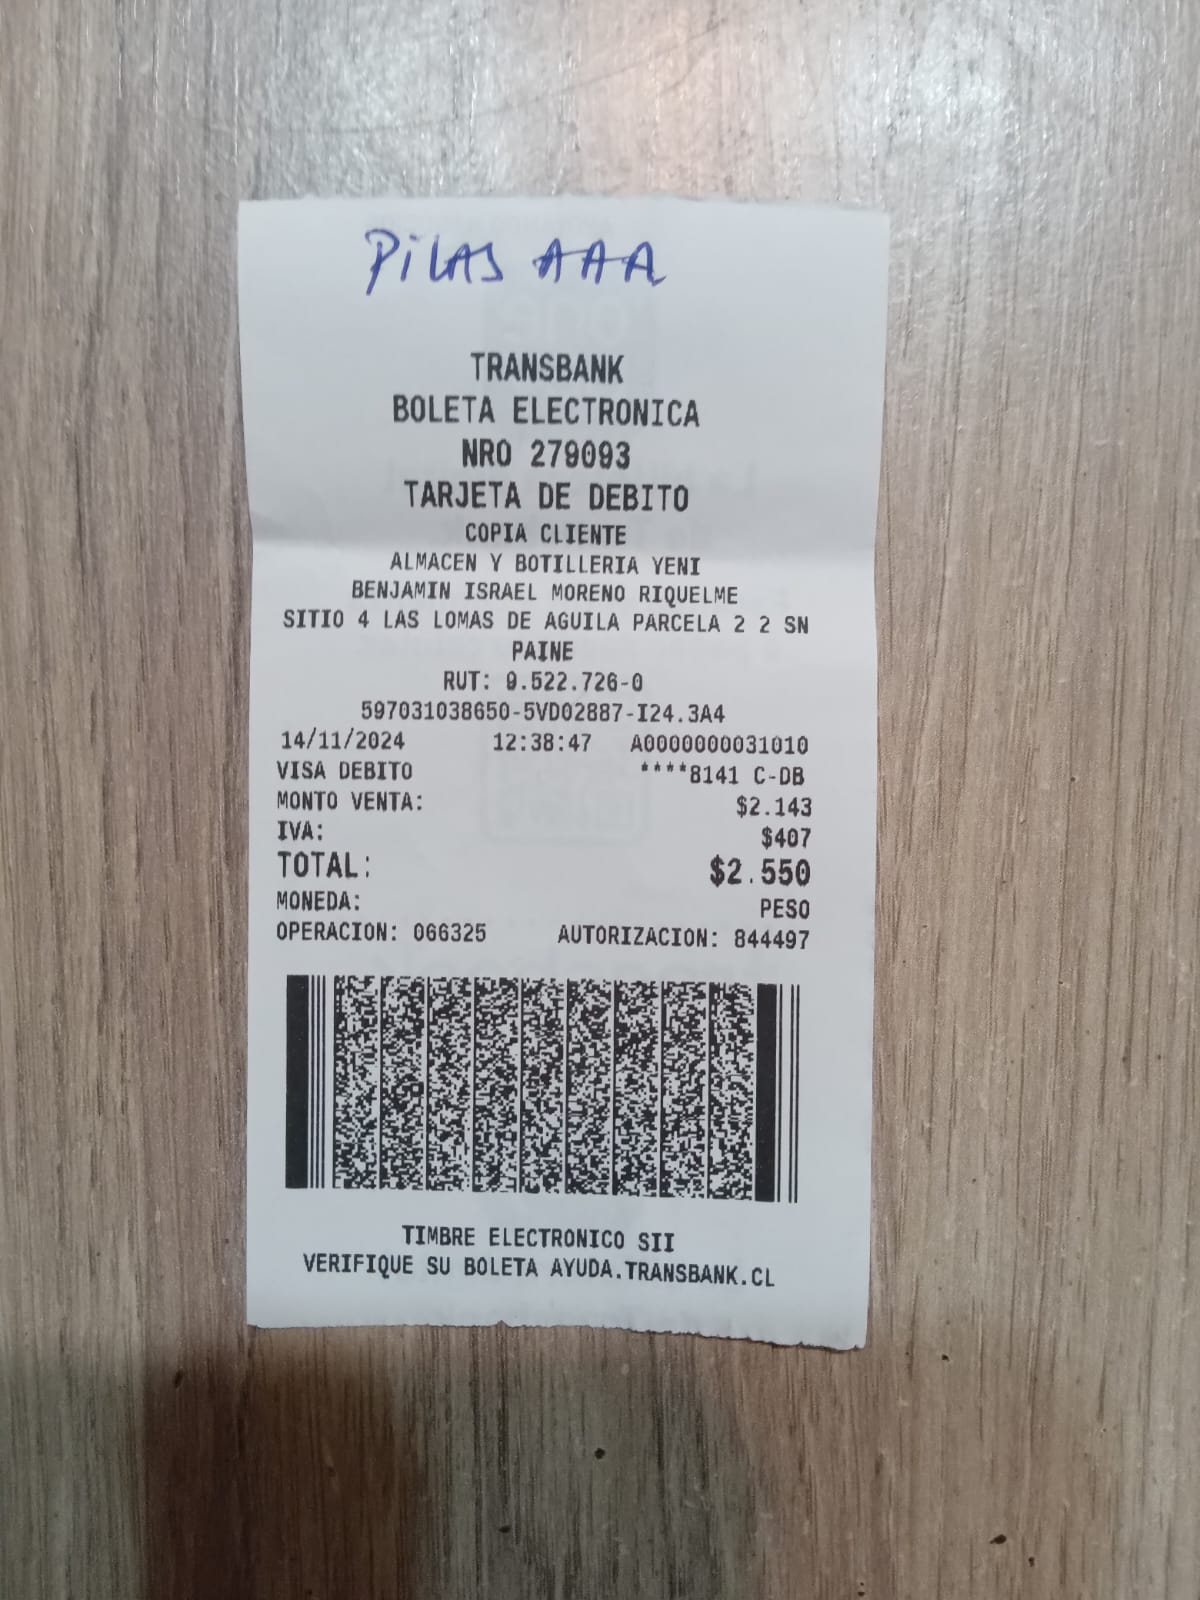 PILAS AAA
TRANSBANK
BOLETA ELECTRONICA
NRO 279093
TARJETA DE DEBITO
COPIA CLIENTE
ALMACEN Y BOTILLERIA YENI
BENJAMIN ISRAEL MORENO RIQUELME
SITIO 4 LAS LOMAS DE AGUILA PARCELA 2 2 SN
PAINE
RUT: 9.522.726-0
597031038650-5VD02887-I24.3A4
14/11/2024 12:38:47 A0000000031010
VISA DEBITO ****8141 C-DB
MONTO VENTA: $2.143
IVA: $407
TOTAL: $2.550
MONEDA: PESO
OPERACION: 066325 AUTORIZACION: 844497
TIMBRE ELECTRONICO SII
VERIFIQUE SU BOLETA AYUDA.TRANSBANK.CL